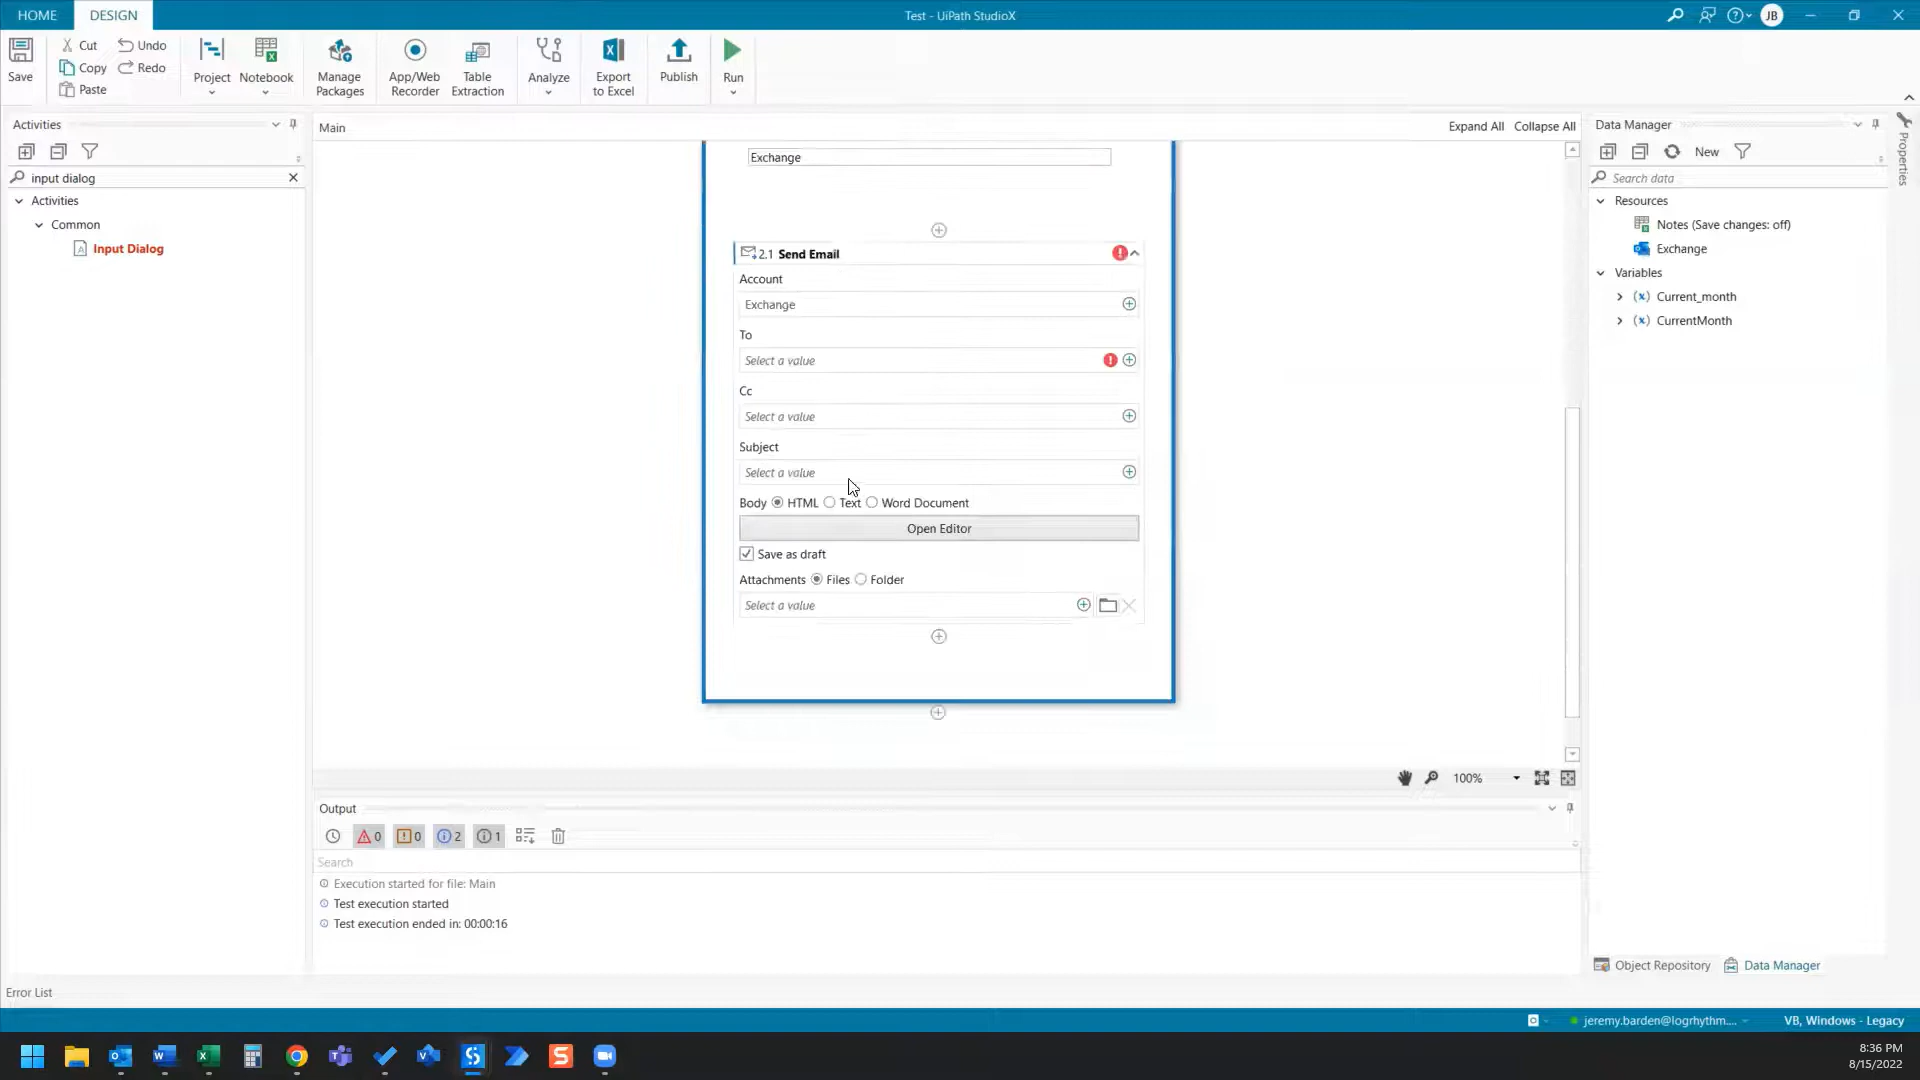 HOME
DESIGN
Test - UiPath StudioX
JB
Save
Cut
Copy
Paste
Undo
Redo
Project
Notebook
Manage
Packages
App/Web
Recorder
Table
Extraction
Analyze
Export
to Excel
Publish
Run
Activities
input dialog
Activities
Common
Input Dialog
Main
Expand All
Collapse All
Exchange
2.1 Send Email
Account
Exchange
To
Select a value
Cc
Select a value
Subject
Select a value
Body HTML Text Word Document
Open Editor
Save as draft
Attachments Files Folder
Select a value
100%
Output
0
0
2
1
Search
Execution started for file: Main
Test execution started
Test execution ended in: 00:00:16
Data Manager
New
Search data
Resources
Notes (Save changes: off)
Exchange
Variables
Current_month
CurrentMonth
Object Repository
Data Manager
Properties
Error List
jeremy.barden@logrhythm....
VB, Windows - Legacy
8:36 PM
8/15/2022